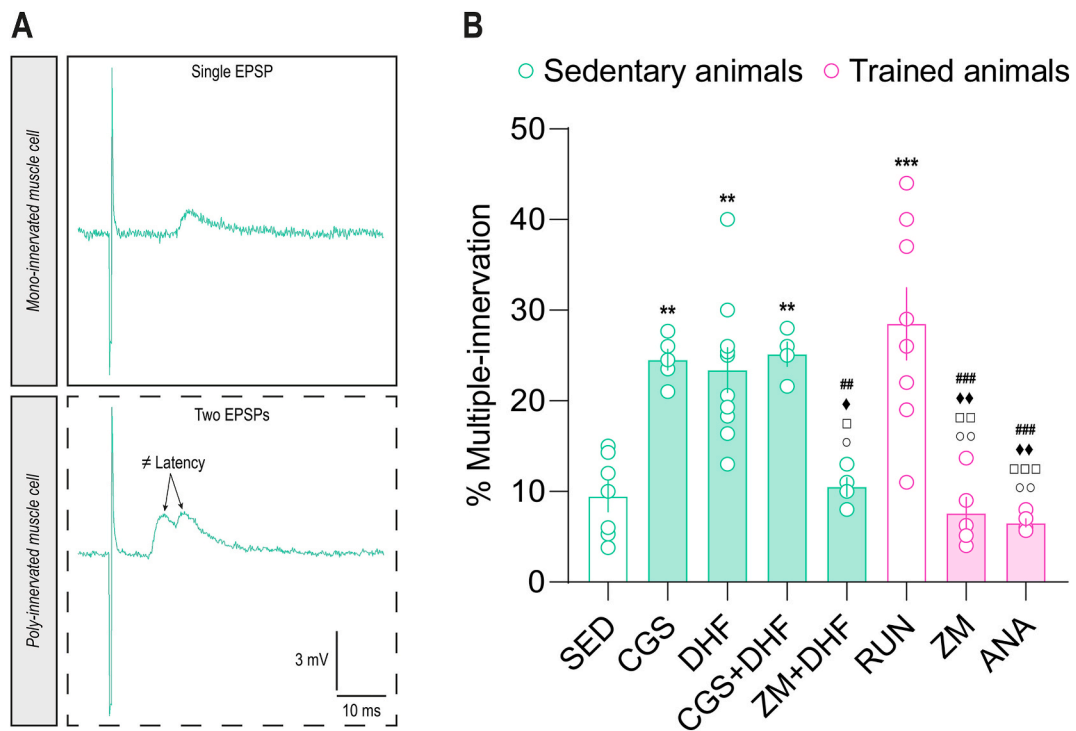 A
Mono-innervated muscle cell
Single EPSP
Poly-innervated muscle cell
Two EPSPs
≠ Latency
3 mV
10 ms
B
Sedentary animals
Trained animals
% Multiple-innervation
50
40
30
20
10
0
**
**
**
##
♦
□
○
***
###
♦♦
□□
○○
###
♦♦
□□□
○○
SED
CGS
DHF
CGS+DHF
ZM+DHF
RUN
ZM
ANA